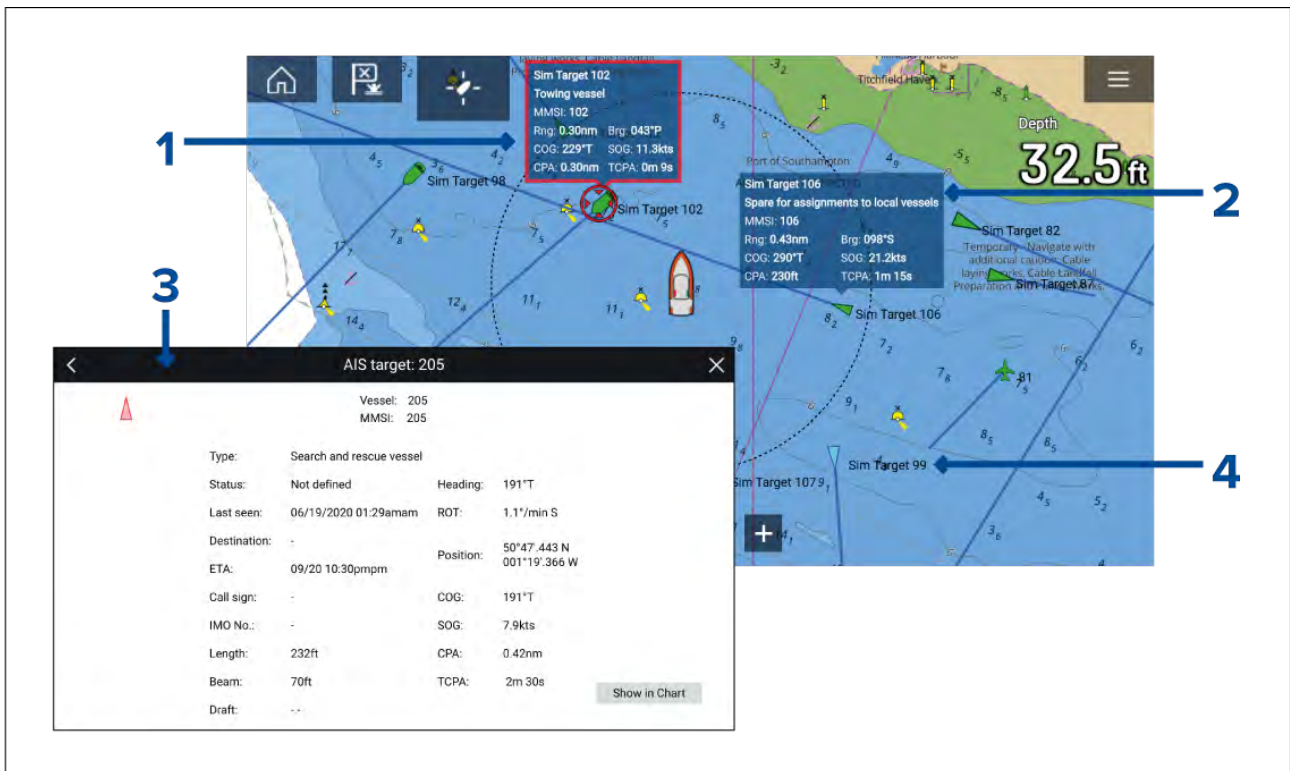 Titchfield Haven
Depth
32.5 ft
Sim Target 102
Towing vessel
MMSI: 102
Rng: 0.30nm Brg: 043°P
COG: 229°T SOG: 11.3kts
CPA: 0.30nm TCPA: 0m 9s
1
Port of Southampton
Sim Target 98
Sim Target 102
Sim Target 106
Spare for assignments to local vessels
MMSI: 106
Rng: 0.43nm Brg: 098°S
COG: 290°T SOG: 21.2kts
CPA: 230ft TCPA: 1m 15s
2
Sim Target 82
Temporary - Navigate with
additional caution. Cable
laying works, Cable Landfall
Preparation and
Sim Target 87
Sim Target 106
81
Sim Target 99
4
Sim Target 107
3
AIS target: 205
Vessel: 205
MMSI: 205
Type: Search and rescue vessel
Status: Not defined Heading: 191°T
Last seen: 06/19/2020 01:29amam ROT: 1.1°/min S
Destination: - Position: 50°47'.443 N
001°19'.366 W
ETA: 09/20 10:30pmpm
Call sign: - COG: 191°T
IMO No.: - SOG: 7.9kts
Length: 232ft CPA: 0.42nm
Beam: 70ft TCPA: 2m 30s
Draft: --
Show in Chart